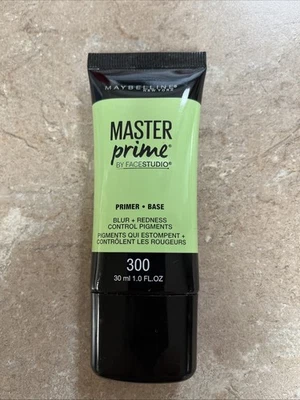 MAYBELLINE
NEW YORK
MASTER
prime®
BY FACESTUDIO®
PRIMER • BASE
BLUR + REDNESS
CONTROL PIGMENTS
PIGMENTS QUI ESTOMPENT +
CONTRÔLENT LES ROUGEURS
300
30 ml 1.0 FL.OZ